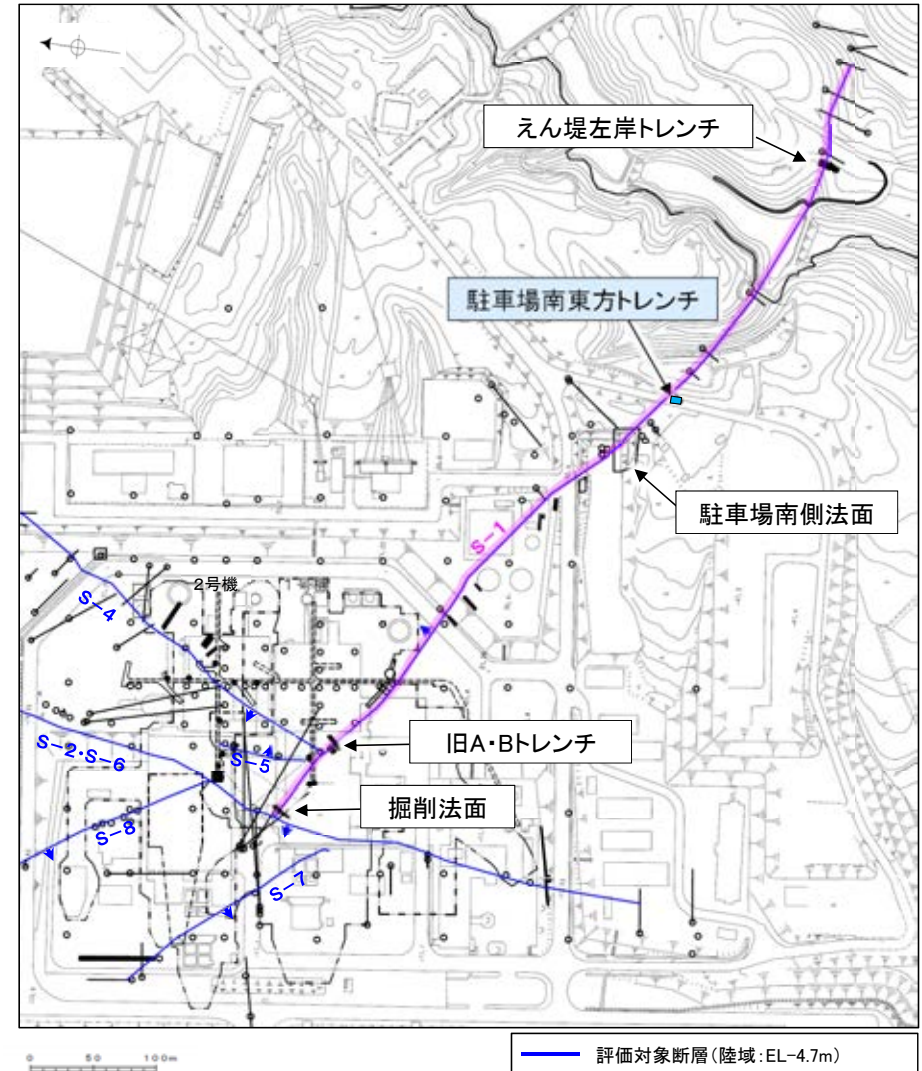 えん堤左岸トレンチ
駐車場南東方トレンチ
駐車場南側法面
S-1
2号機
S-4
旧A・Bトレンチ
S-2・S-6
S-5
掘削法面
S-8
S-7
0 50 100m
評価対象断層(陸域:EL-4.7m)